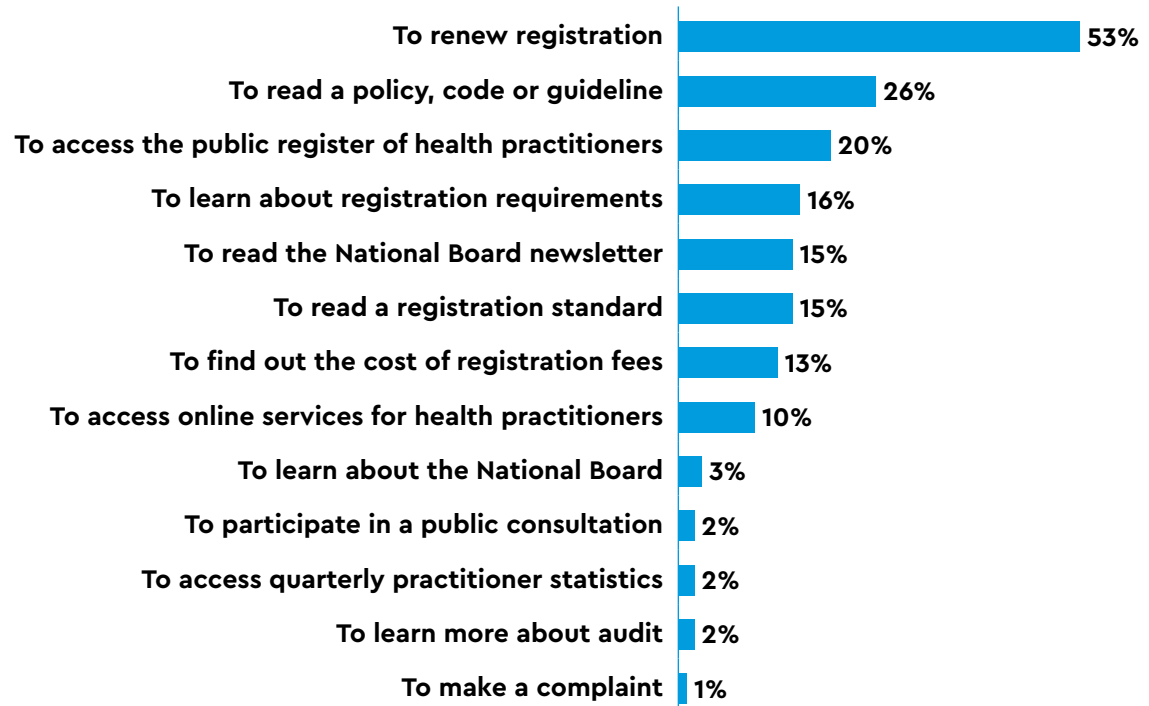 To renew registration 53%
To read a policy, code or guideline 26%
To access the public register of health practitioners 20%
To learn about registration requirements 16%
To read the National Board newsletter 15%
To read a registration standard 15%
To find out the cost of registration fees 13%
To access online services for health practitioners 10%
To learn about the National Board 3%
To participate in a public consultation 2%
To access quarterly practitioner statistics 2%
To learn more about audit 2%
To make a complaint 1%